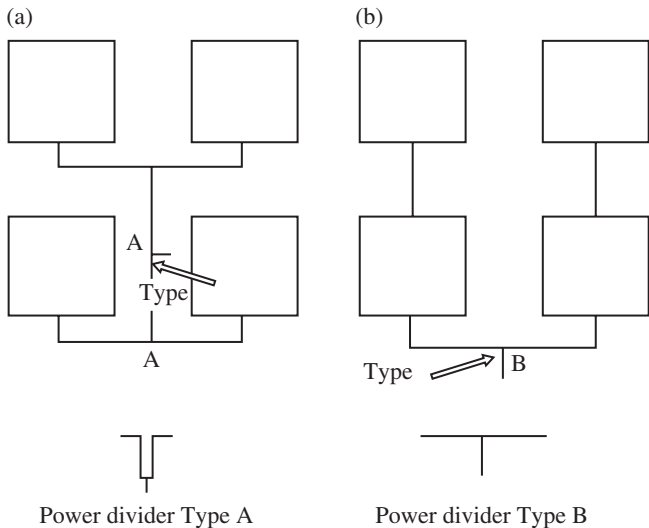 (a)
(b)
A
Type
A
Type
B
Power divider Type A
Power divider Type B